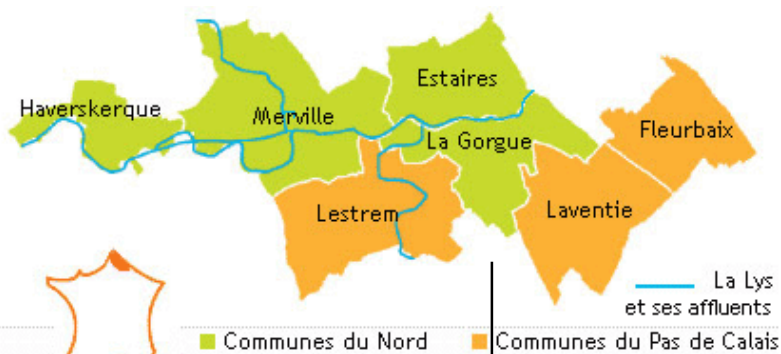 Estaires
Haverskerque
Merville
Fleurbaix
La Gorgue
Lestrem
Laventie
La Lys
et ses affluents
Communes du Nord
Communes du Pas de Calais